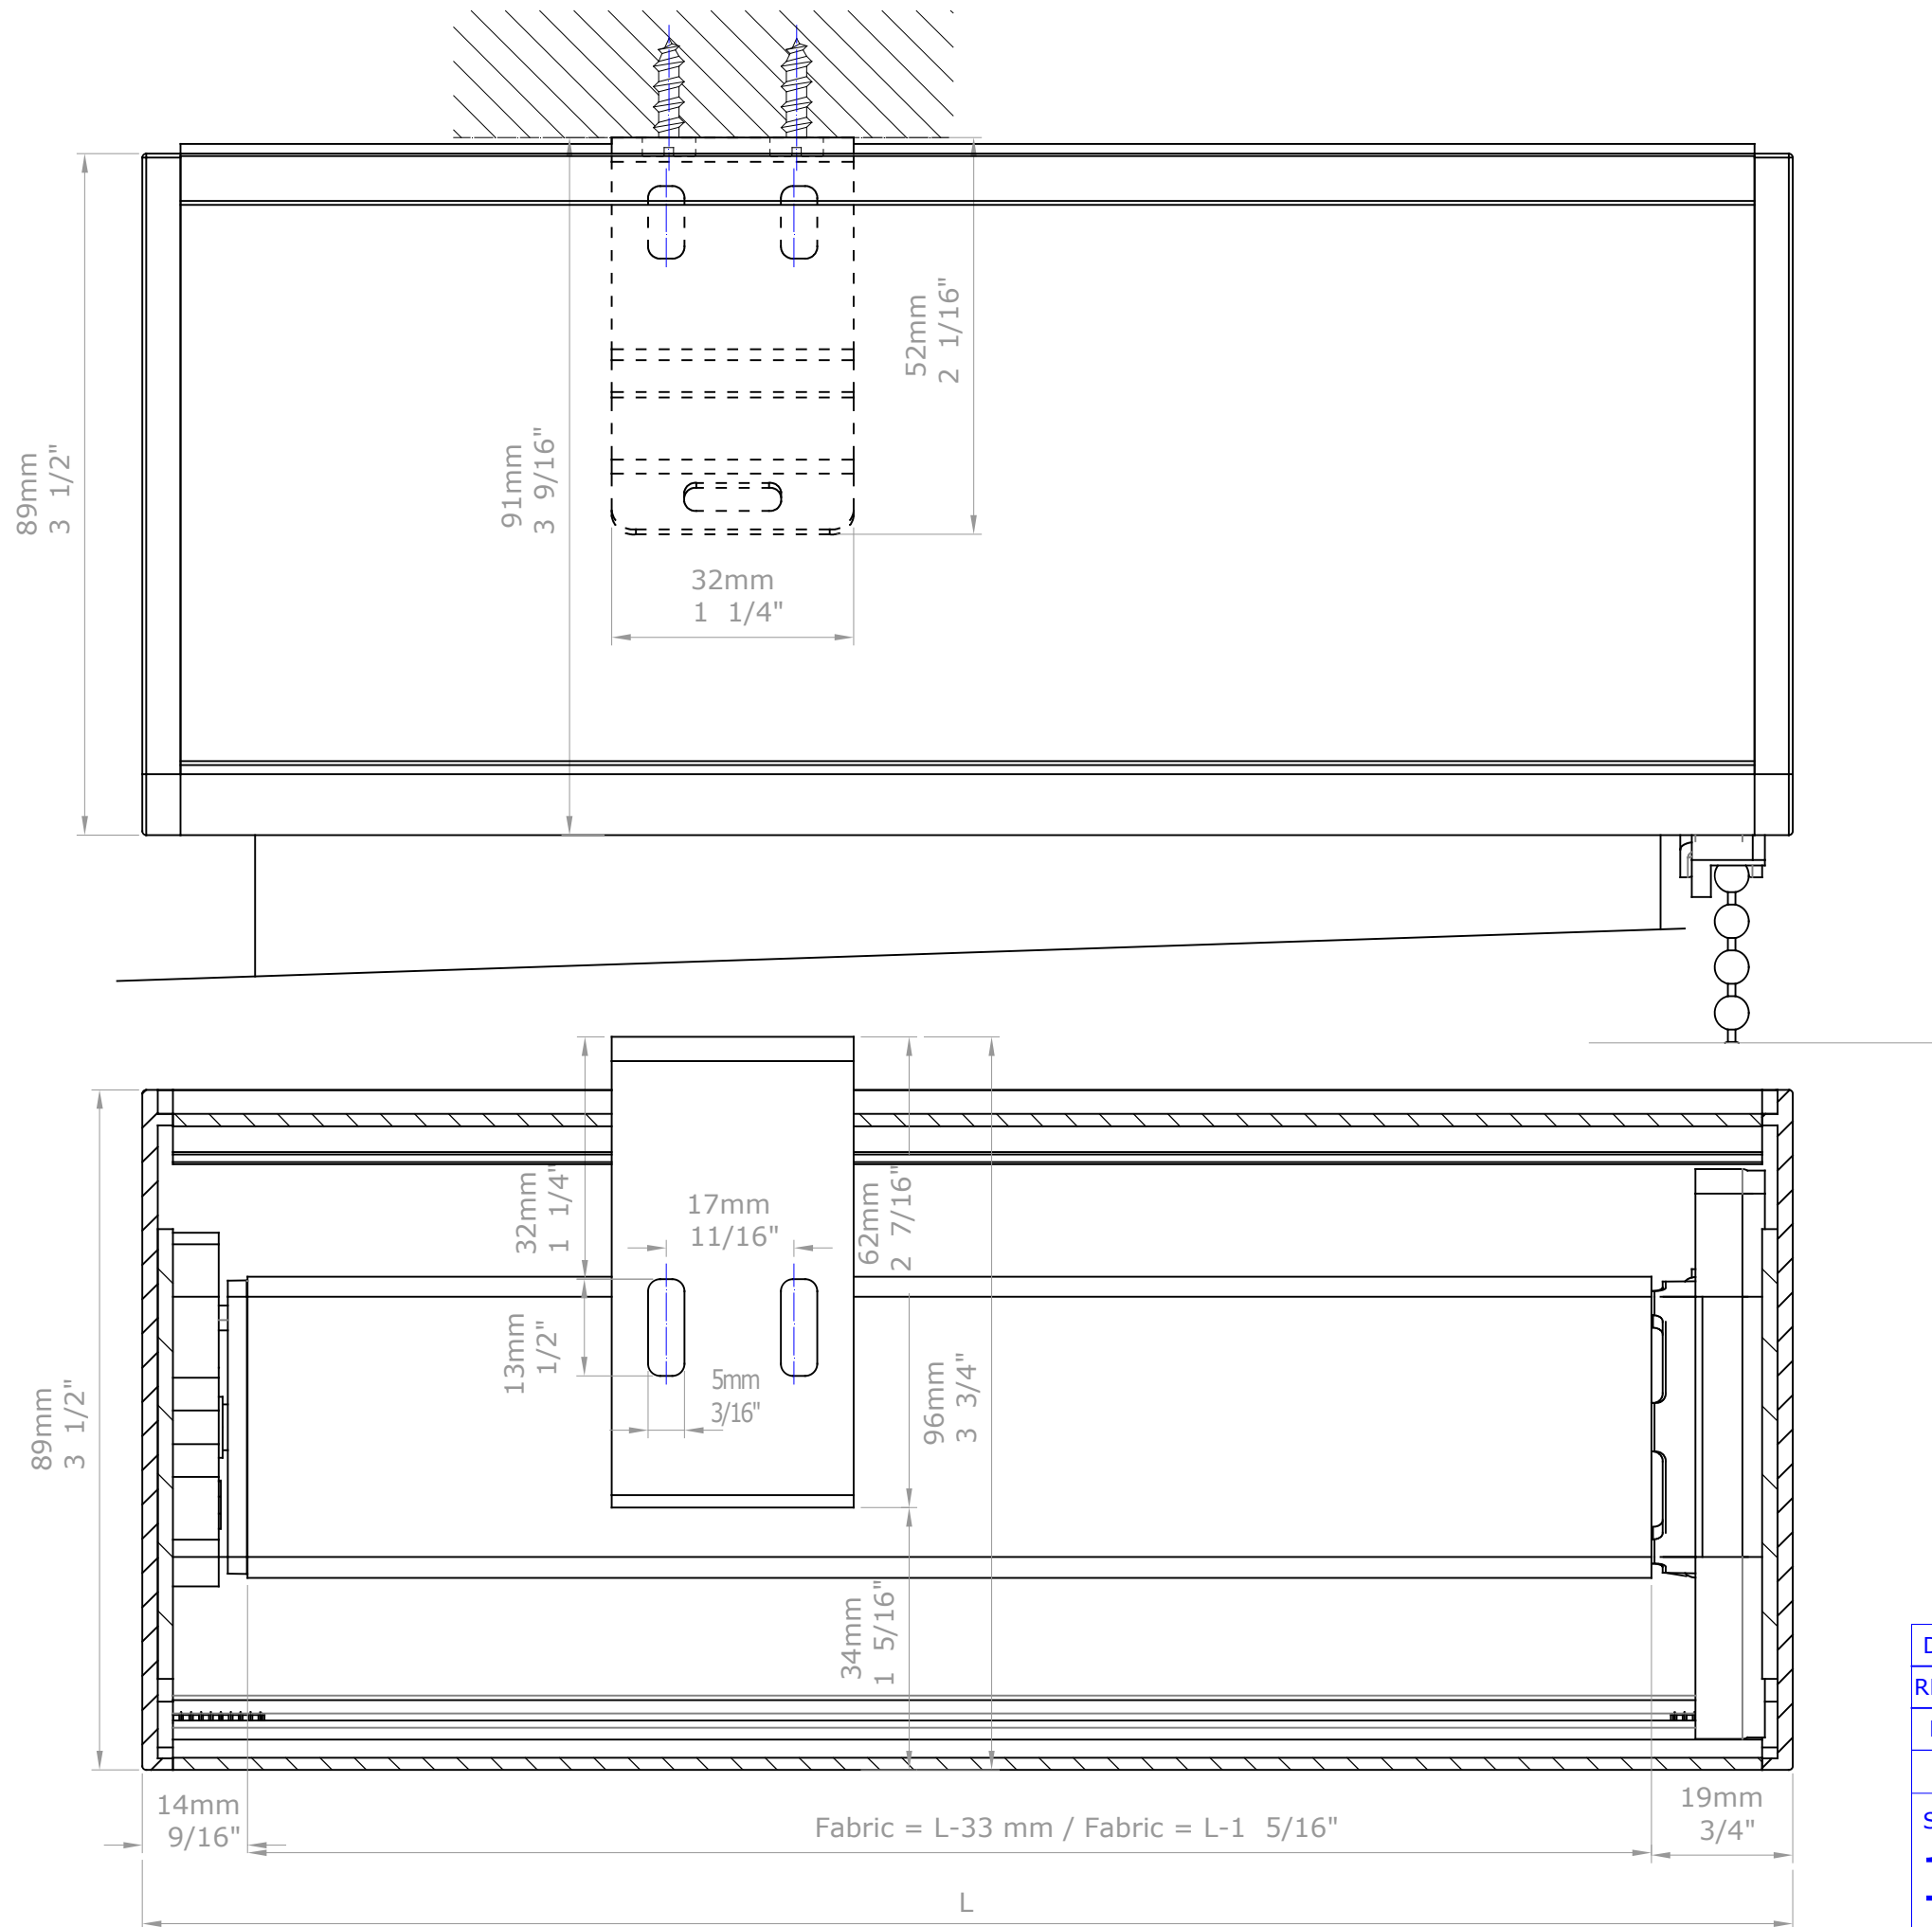 89mm
3 1/2"
91mm
3 9/16"
52mm
2 1/16"
32mm
1 1/4"
32mm
1 1/4"
17mm
11/16"
62mm
2 7/16"
13mm
1/2"
5mm
3/16"
96mm
3 3/4"
89mm
3 1/2"
34mm
1 5/16"
14mm
9/16"
Fabric = L-33 mm / Fabric = L-1 5/16"
19mm
3/4"
L